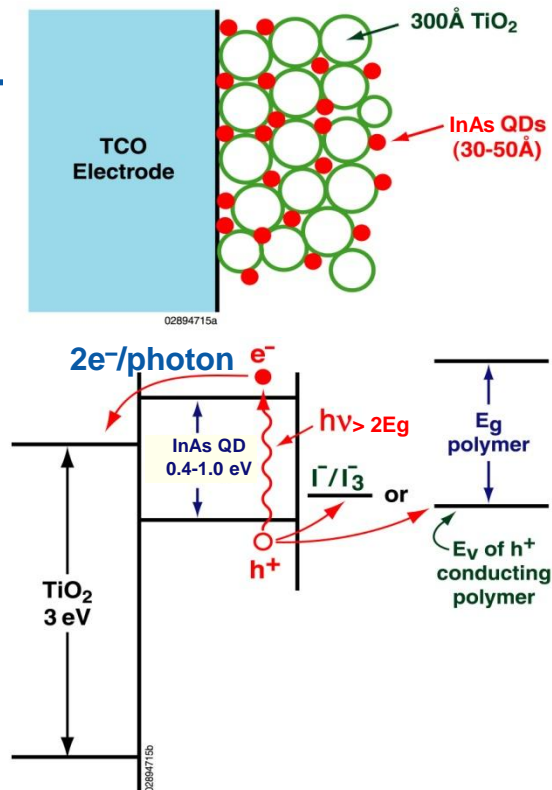 300Å TiO₂
InAs QDs
(30-50Å)
TCO
Electrode
02894715a
2e⁻/photon
e⁻
hν> 2Eg
InAs QD
0.4-1.0 eV
I⁻/I₃⁻
or
Eg
polymer
h⁺
Ev of h⁺
conducting
polymer
TiO₂
3 eV
02894715b